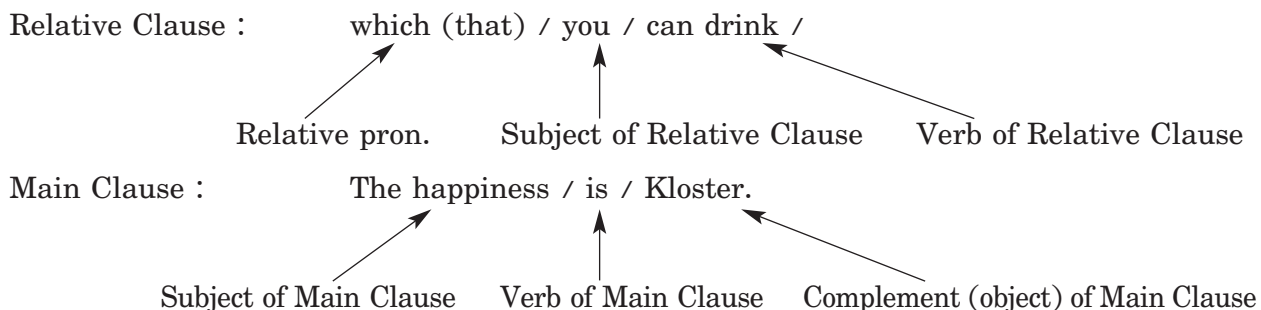 Relative Clause : which (that) / you / can drink /
Relative pron. Subject of Relative Clause Verb of Relative Clause
Main Clause : The happiness / is / Kloster.
Subject of Main Clause Verb of Main Clause Complement (object) of Main Clause